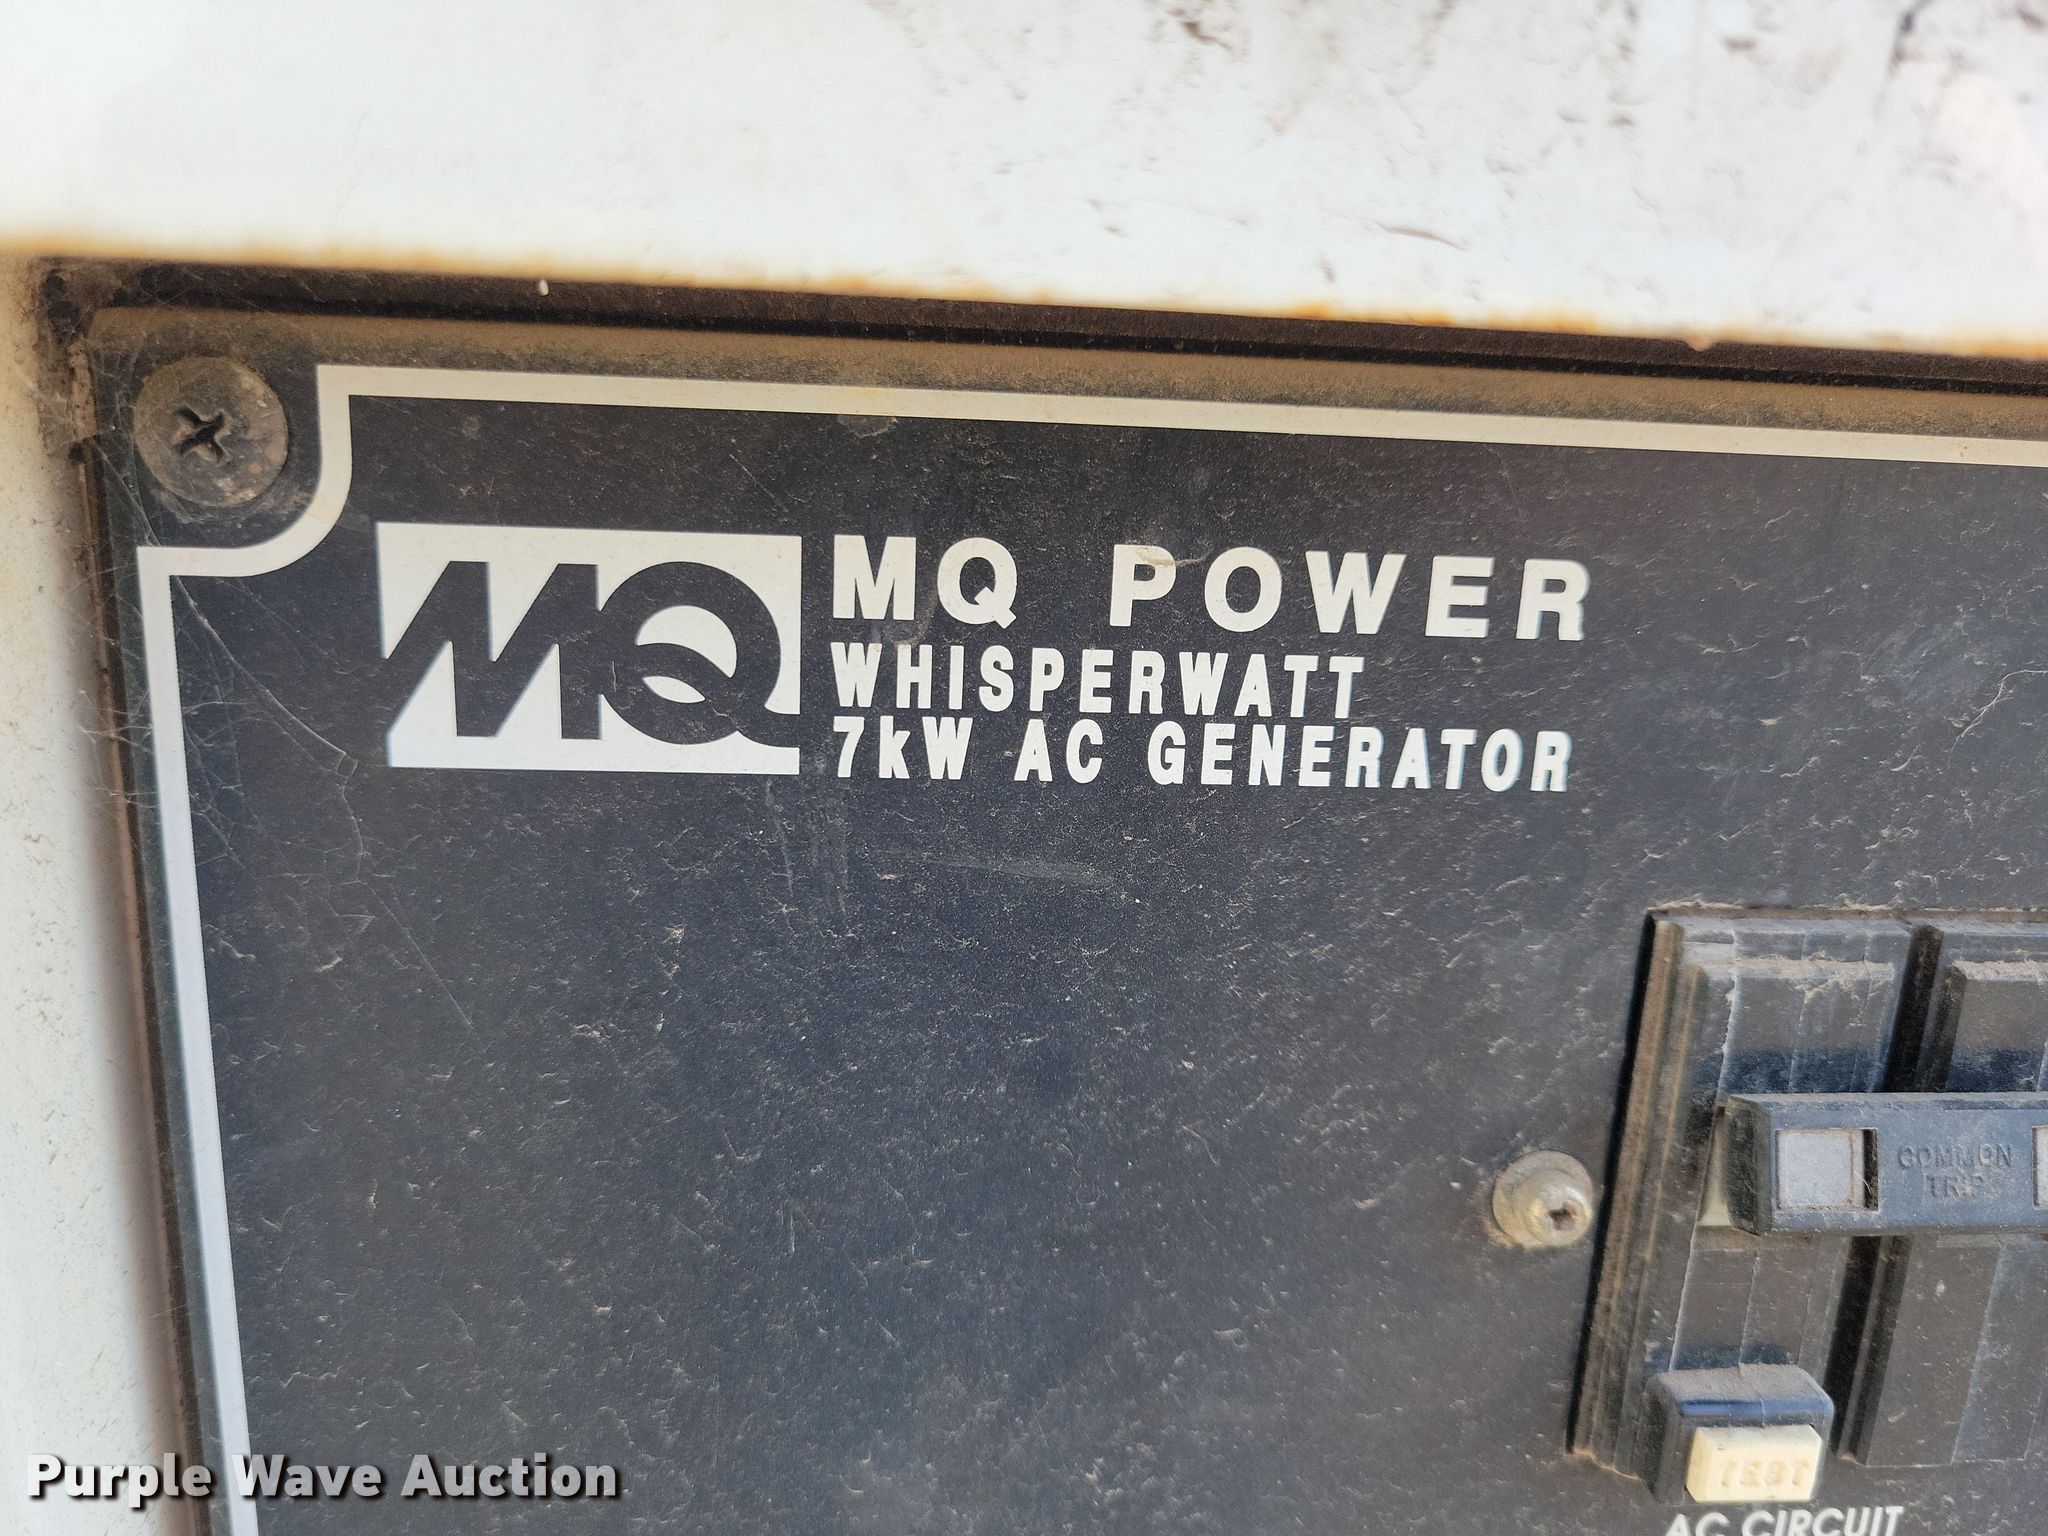 MQ
MQ POWER
WHISPERWATT
7kW AC GENERATOR
COMMON
TRIP
TEST
AC CIRCUIT
Purple Wave Auction